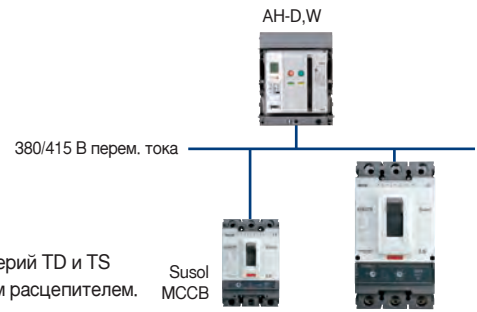 AH-D,W
380/415 В перем. тока
ерий TD и TS
м расцепителем.
Susol
MCCB